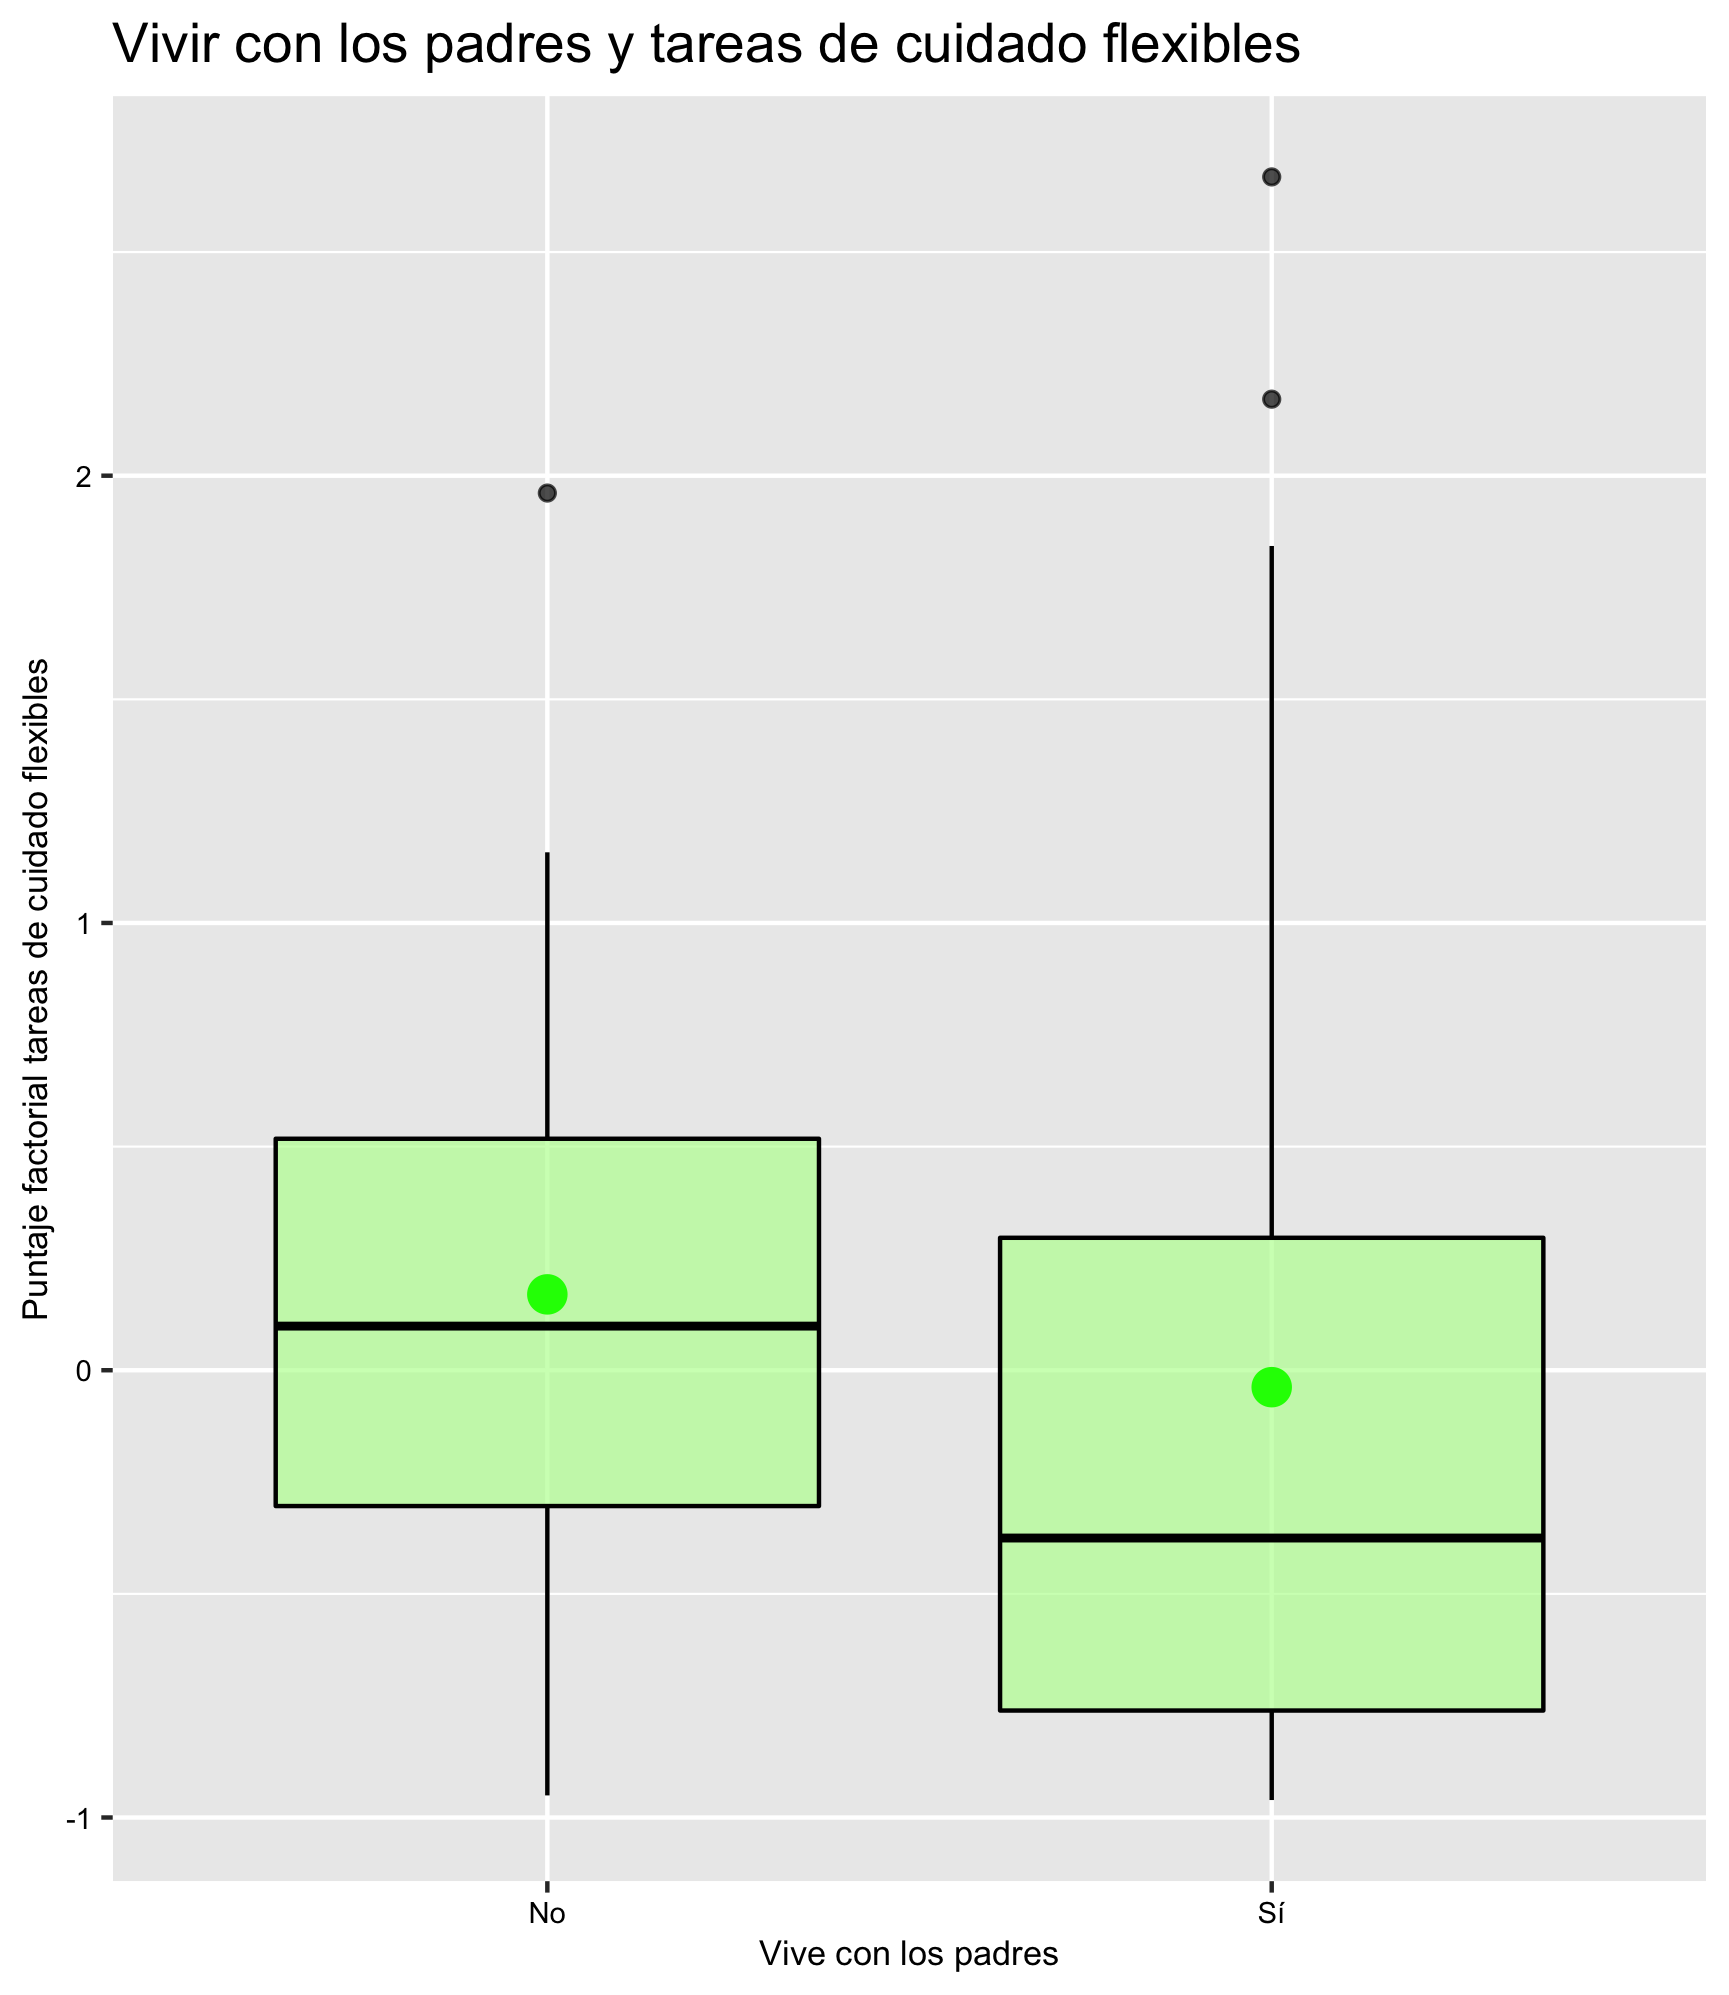 Vivir con los padres y tareas de cuidado flexibles
Puntaje factorial tareas de cuidado flexibles
2
1
0
-1
No
Sí
Vive con los padres